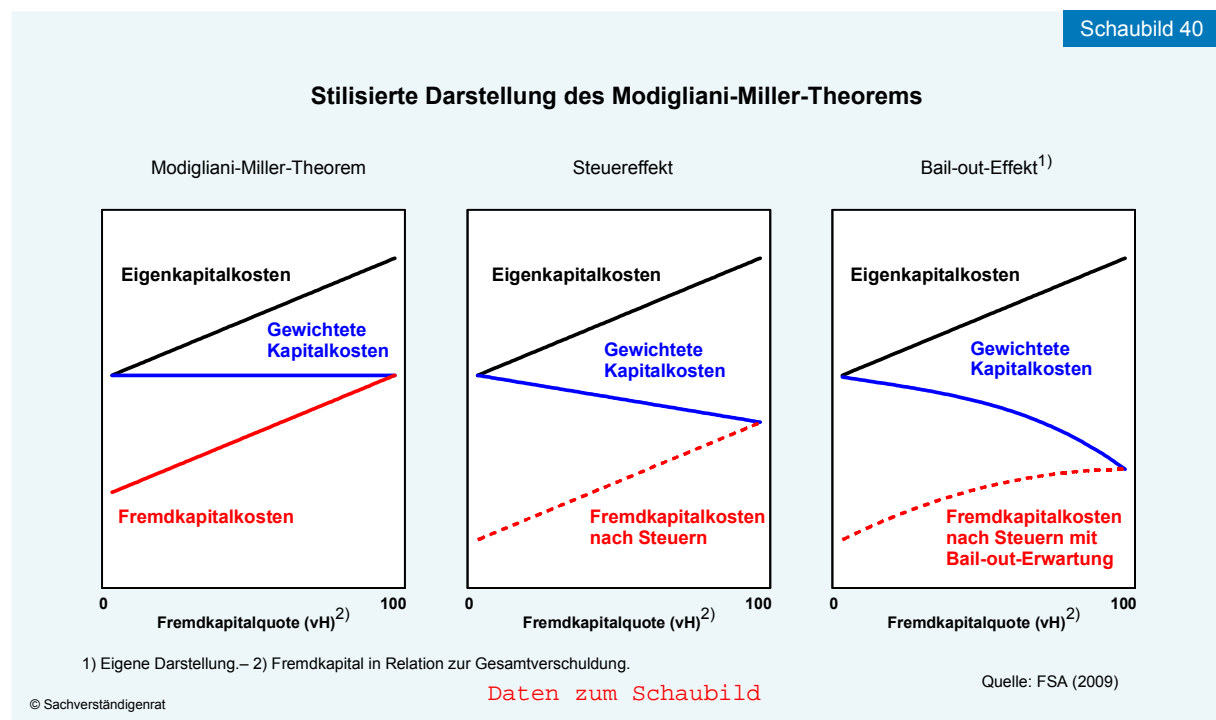 Schaubild 40
Stilisierte Darstellung des Modigliani-Miller-Theorems
Modigliani-Miller-Theorem
Eigenkapitalkosten
Gewichtete
Kapitalkosten
Fremdkapitalkosten
0 100
Fremdkapitalquote (vH)2)
Steuereffekt
Eigenkapitalkosten
Gewichtete
Kapitalkosten
Fremdkapitalkosten
nach Steuern
0 100
Fremdkapitalquote (vH)2)
Bail-out-Effekt1)
Eigenkapitalkosten
Gewichtete
Kapitalkosten
Fremdkapitalkosten
nach Steuern mit
Bail-out-Erwartung
0 100
Fremdkapitalquote (vH)2)
1) Eigene Darstellung.– 2) Fremdkapital in Relation zur Gesamtverschuldung.
Quelle: FSA (2009)
Daten zum Schaubild
© Sachverständigenrat